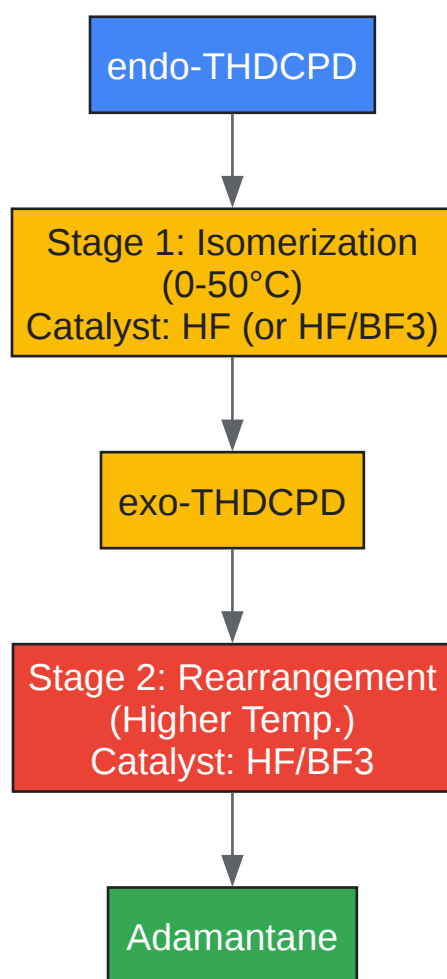 endo-THDCPD
Stage 1: Isomerization
(0-50°C)
Catalyst: HF (or HF/BF3)
exo-THDCPD
Stage 2: Rearrangement
(Higher Temp.)
Catalyst: HF/BF3
Adamantane